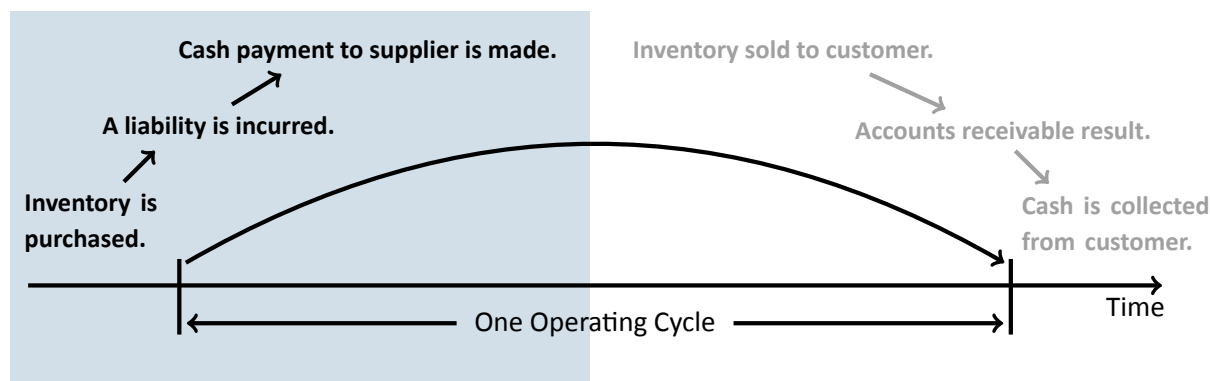 Cash payment to supplier is made.
A liability is incurred.
Inventory is
purchased.
Inventory sold to customer.
Accounts receivable result.
Cash is collected
from customer.
Time
One Operating Cycle